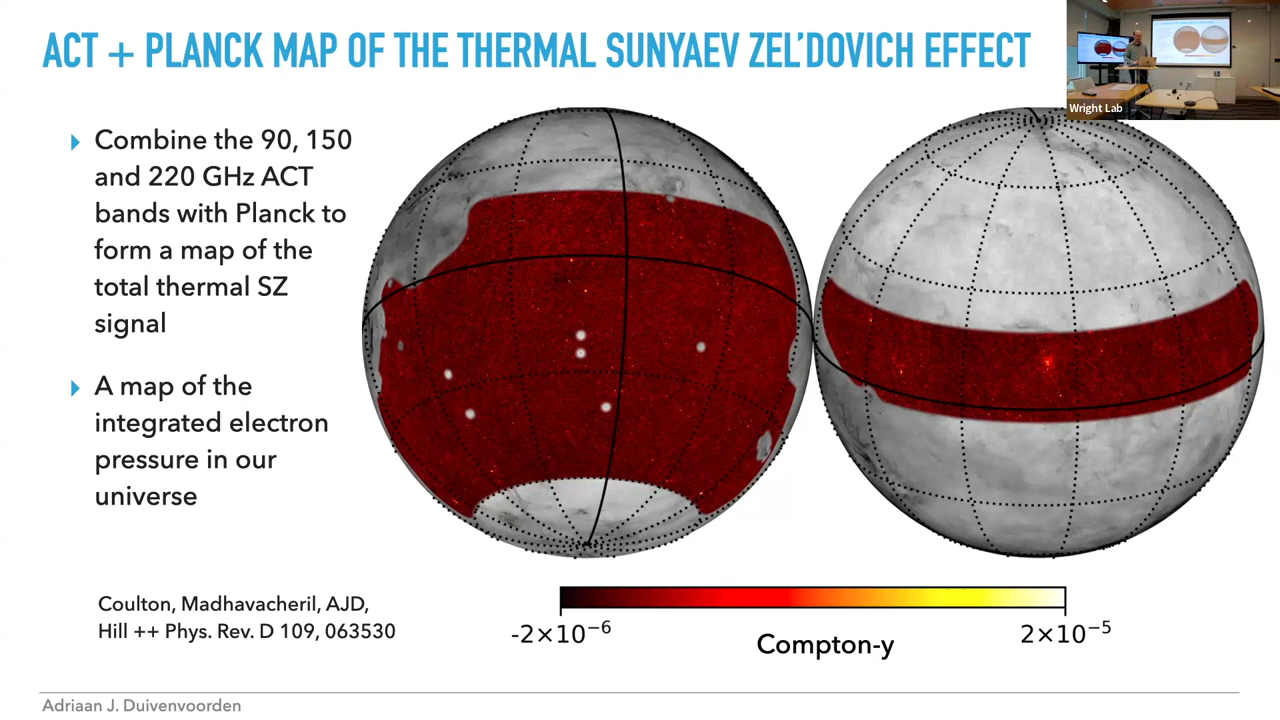 ACT + PLANCK MAP OF THE THERMAL SUNYAEV ZEL'DOVICH EFFECT
Wright Lab
Combine the 90, 150
and 220 GHz ACT
bands with Planck to
form a map of the
total thermal SZ
signal
A map of the
integrated electron
pressure in our
universe
Coulton, Madhavacheril, AJD,
Hill ++ Phys. Rev. D 109, 063530
-2×10⁻⁶
2×10⁻⁵
Compton-y
Adriaan J. Duivenvoorden